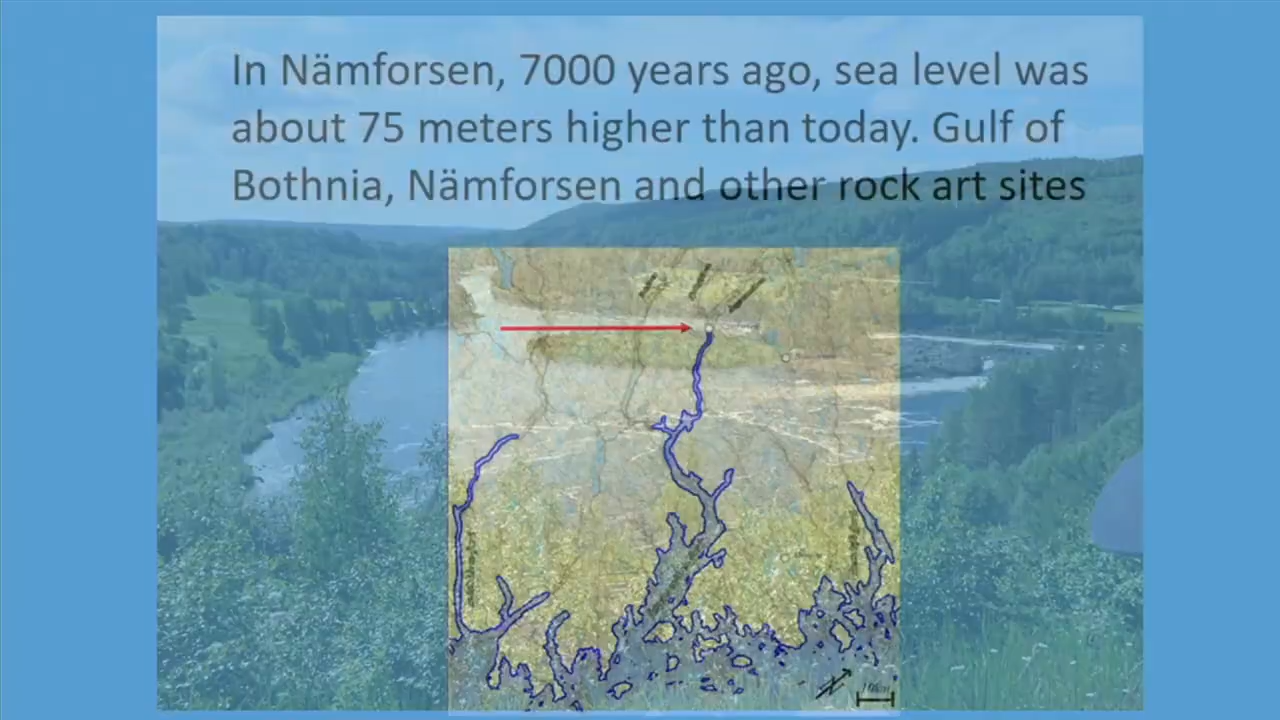 In Nämforsen, 7000 years ago, sea level was
about 75 meters higher than today. Gulf of
Bothnia, Nämforsen and other rock art sites